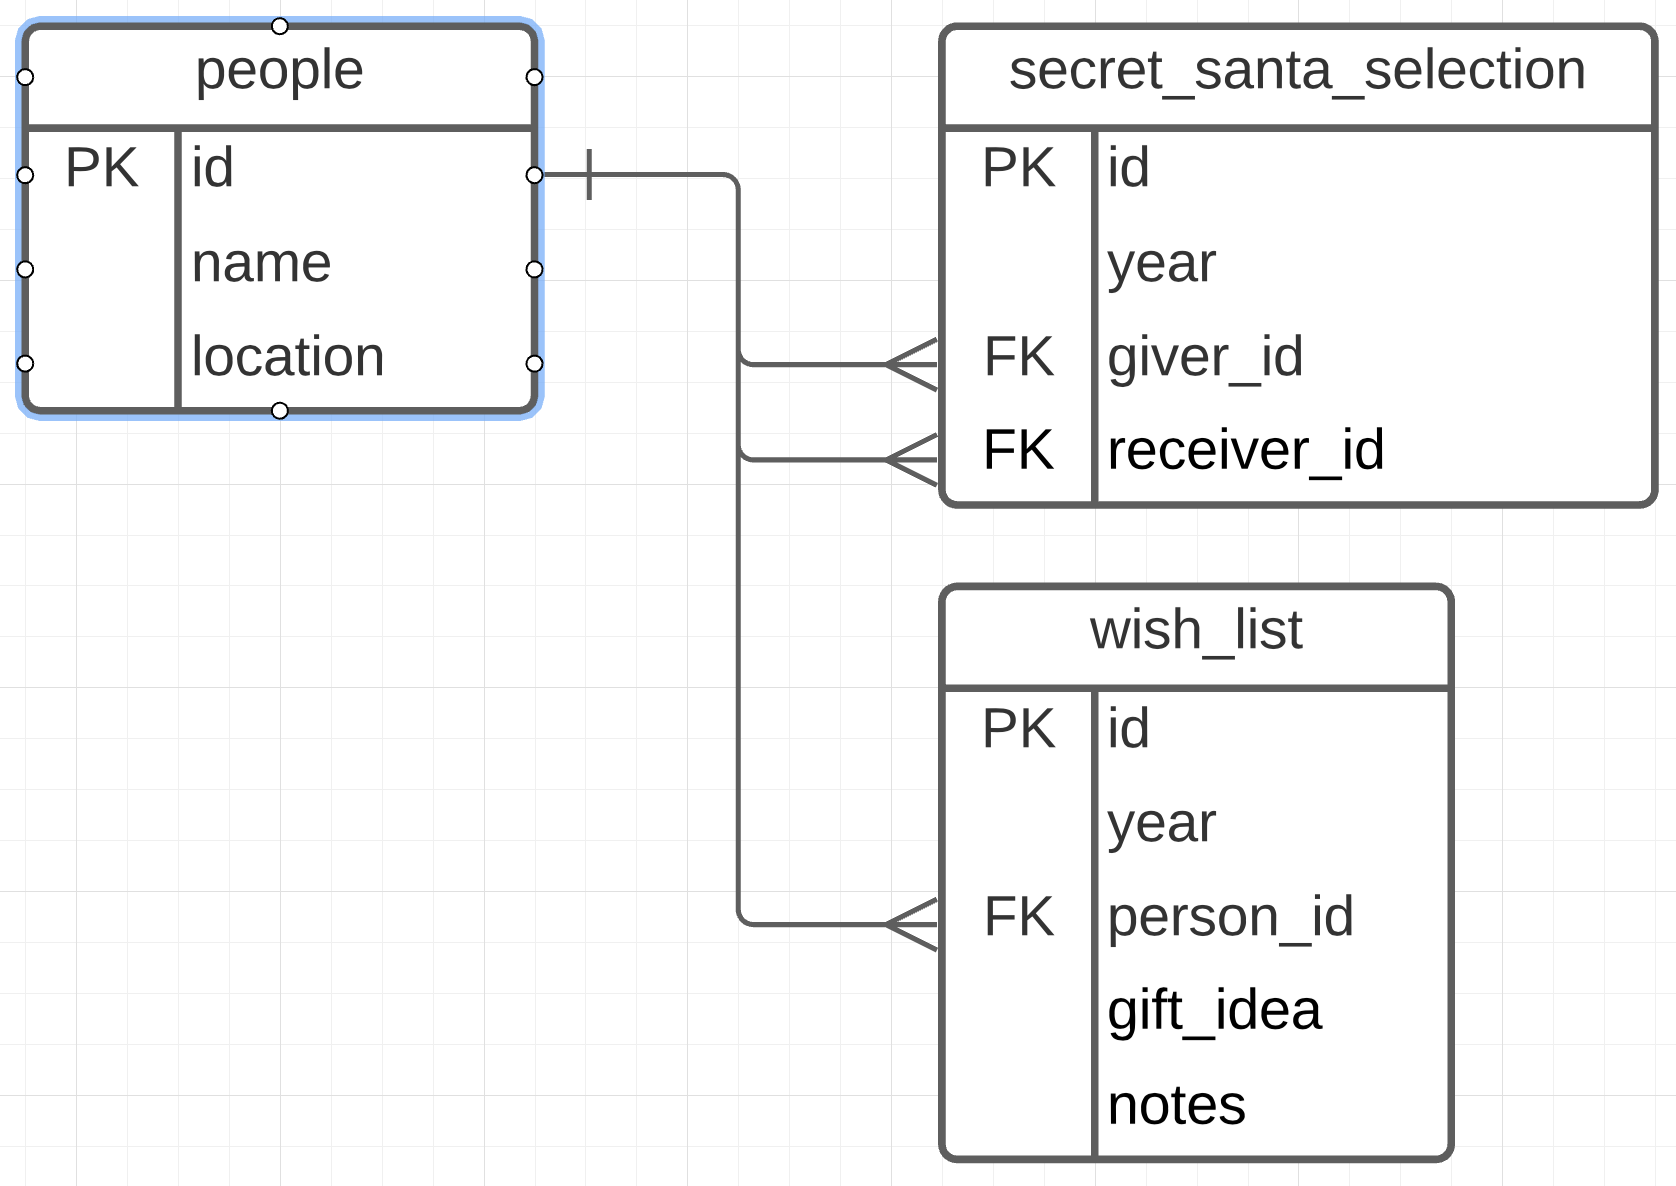 people
PK id
name
location
secret_santa_selection
PK id
year
FK giver_id
FK receiver_id
wish_list
PK id
year
FK person_id
gift_idea
notes